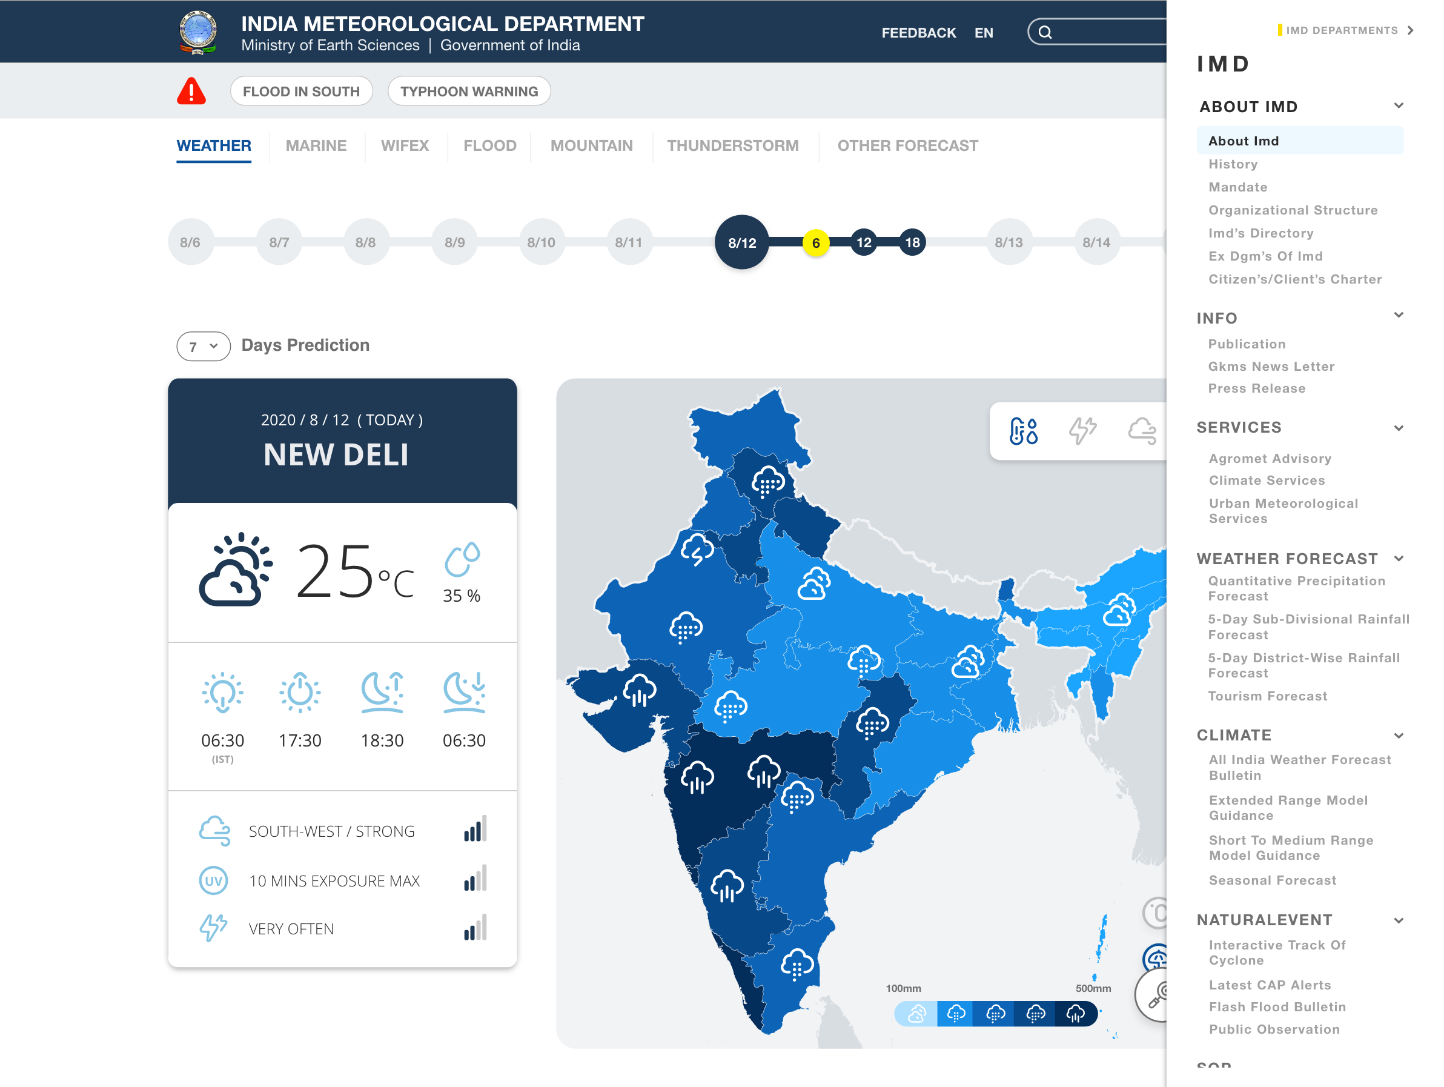 INDIA METEOROLOGICAL DEPARTMENT
Ministry of Earth Sciences | Government of India
FEEDBACK EN
FLOOD IN SOUTH TYPHOON WARNING
WEATHER MARINE WIFEX FLOOD MOUNTAIN THUNDERSTORM OTHER FORECAST
8/6 8/7 8/8 8/9 8/10 8/11 8/12 6 12 18 8/13 8/14
7 Days Prediction
2020 / 8 / 12 ( TODAY )
NEW DELI
25°C
35 %
06:30 17:30 18:30 06:30
(IST)
SOUTH-WEST / STRONG
UV 10 MINS EXPOSURE MAX
VERY OFTEN
°C
100mm 500mm
IMD DEPARTMENTS
IMD
ABOUT IMD
About Imd
History
Mandate
Organizational Structure
Imd's Directory
Ex Dgm's Of Imd
Citizen's/Client's Charter
INFO
Publication
Gkms News Letter
Press Release
SERVICES
Agromet Advisory
Climate Services
Urban Meteorological
Services
WEATHER FORECAST
Quantitative Precipitation
Forecast
5-Day Sub-Divisional Rainfall
Forecast
5-Day District-Wise Rainfall
Forecast
Tourism Forecast
CLIMATE
All India Weather Forecast
Bulletin
Extended Range Model
Guidance
Short To Medium Range
Model Guidance
Seasonal Forecast
NATURALEVENT
Interactive Track Of
Cyclone
Latest CAP Alerts
Flash Flood Bulletin
Public Observation